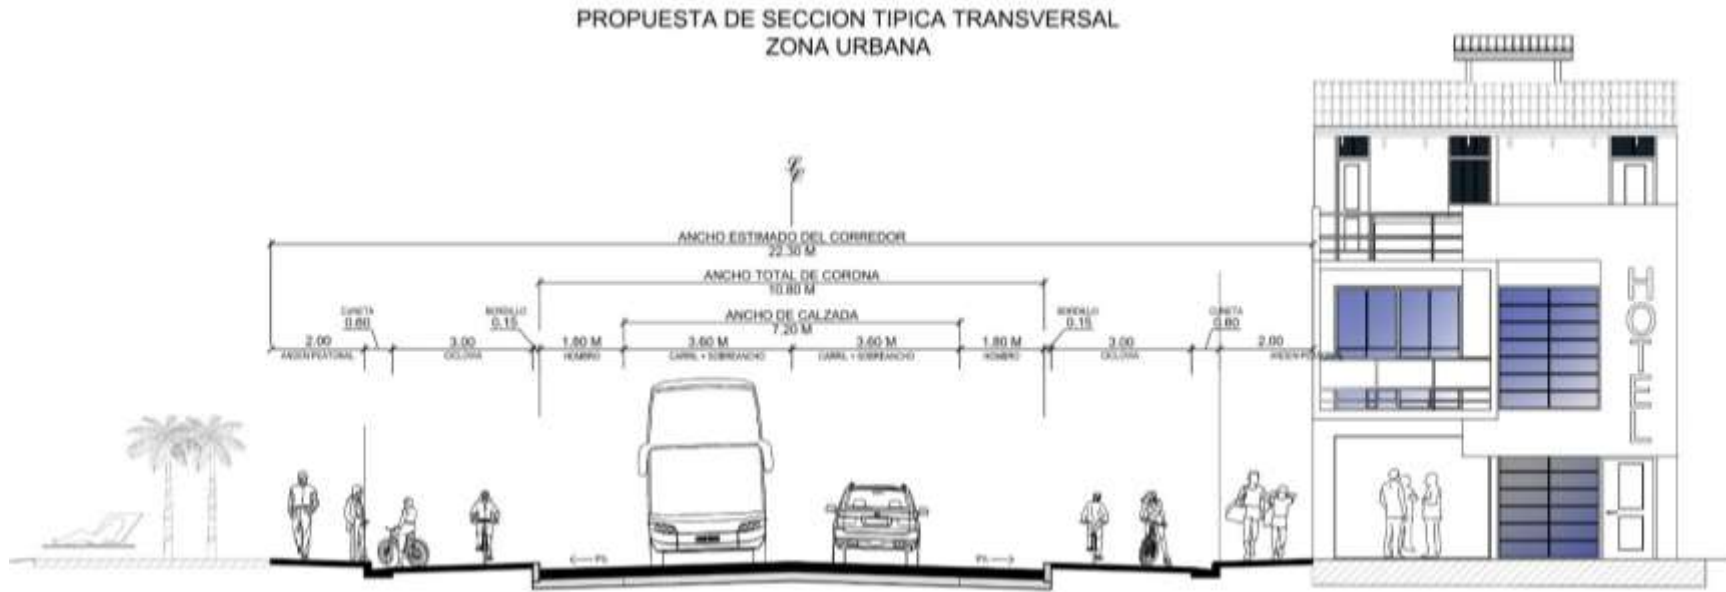 PROPUESTA DE SECCION TIPICA TRANSVERSAL
ZONA URBANA
ANCHO ESTIMADO DEL CORREDOR
22.30 M
ANCHO TOTAL DE CORONA
10.80 M
ANCHO DE CALZADA
7.20 M
CUNETA
0.60
BORDILLO
0.15
BORDILLO
0.15
CUNETA
0.60
2.00
3.00
1.80 M
3.60 M
3.60 M
1.80 M
3.00
2.00
ANDEN PEATONAL
CICLOVIA
HOMBRO
CARRIL + SOBREANCHO
CARRIL + SOBREANCHO
HOMBRO
CICLOVIA
ANDEN PEATONAL
HOTEL